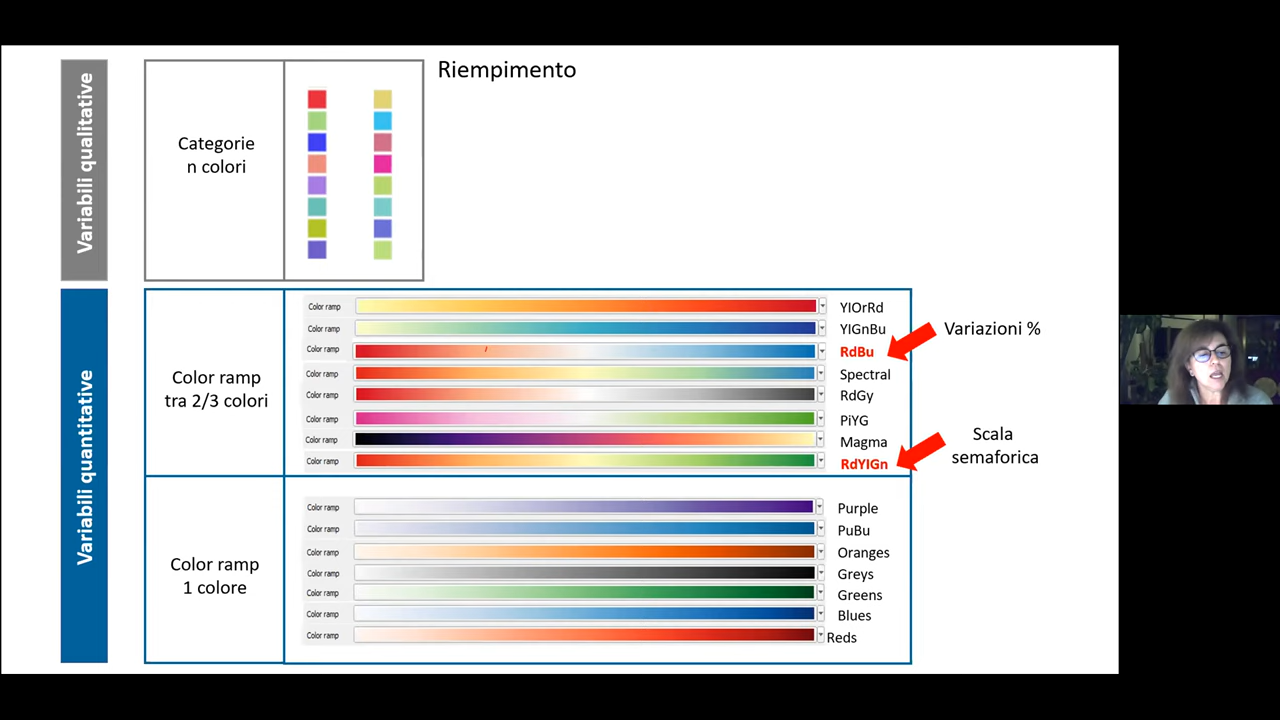 Riempimento
Variabili qualitative
Categorie
n colori
Variabili quantitative
Color ramp
tra 2/3 colori
Color ramp YlOrRd
Color ramp YlGnBu
Color ramp RdBu
Color ramp Spectral
Color ramp RdGy
Color ramp PiYG
Color ramp Magma
Color ramp RdYlGn
Variazioni %
Scala
semaforica
Color ramp
1 colore
Color ramp Purple
Color ramp PuBu
Color ramp Oranges
Color ramp Greys
Color ramp Greens
Color ramp Blues
Color ramp Reds